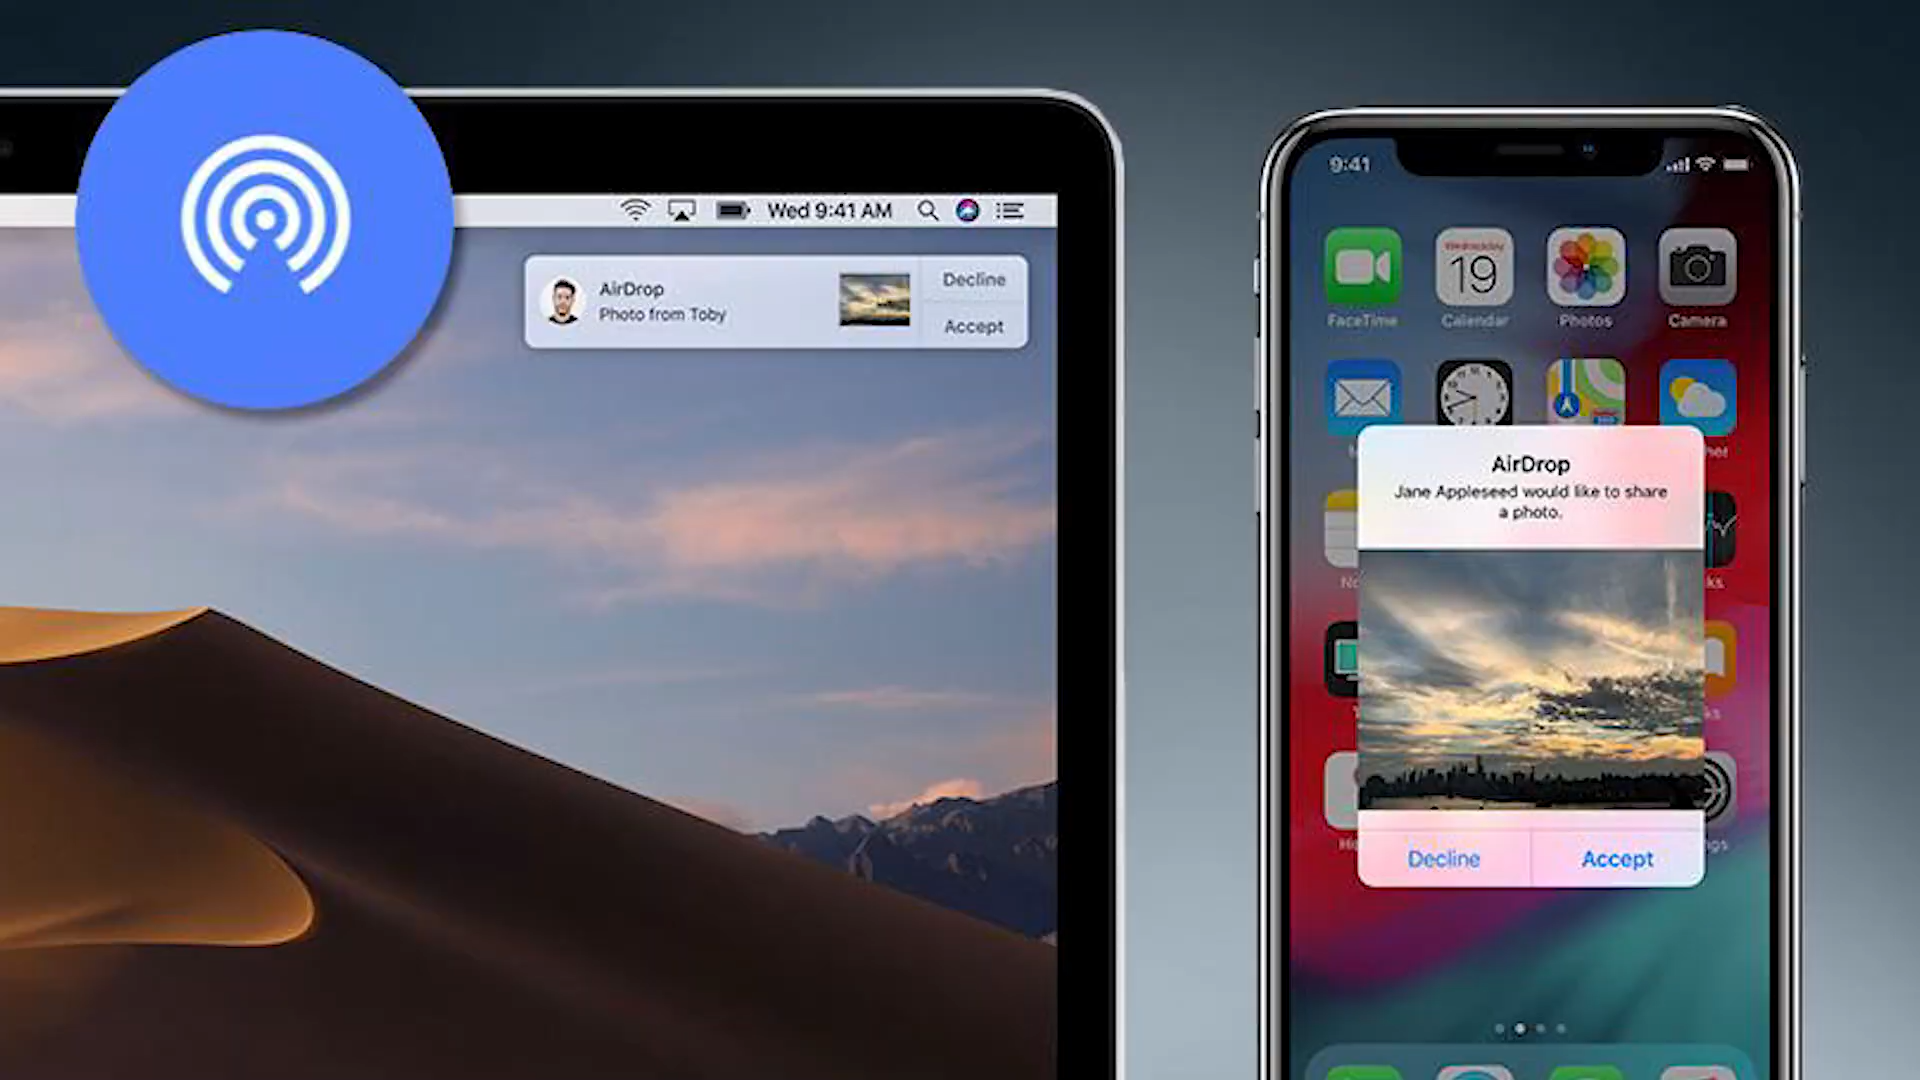 Wed 9:41 AM
AirDrop
Photo from Toby
Decline
Accept
9:41
Wednesday
19
FaceTime
Calendar
Photos
Camera
AirDrop
Jane Appleseed would like to share
a photo.
Decline
Accept